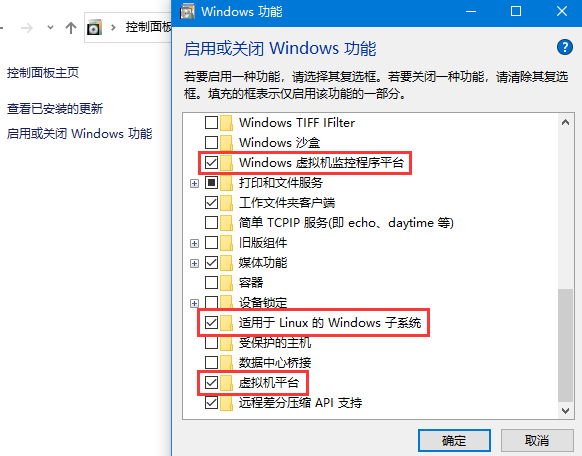 控制面板
Windows 功能
控制面板主页
查看已安装的更新
启用或关闭 Windows 功能
启用或关闭 Windows 功能
?
若要启用一种功能，请选择其复选框。若要关闭一种功能，请清除其复选
框。填充的框表示仅启用该功能的一部分。
Windows TIFF IFilter
Windows 沙盒
Windows 虚拟机监控程序平台
打印和文件服务
工作文件夹客户端
简单 TCPIP 服务(即 echo、daytime 等)
旧版组件
媒体功能
容器
设备锁定
适用于 Linux 的 Windows 子系统
受保护的主机
数据中心桥接
虚拟机平台
远程差分压缩 API 支持
确定
取消